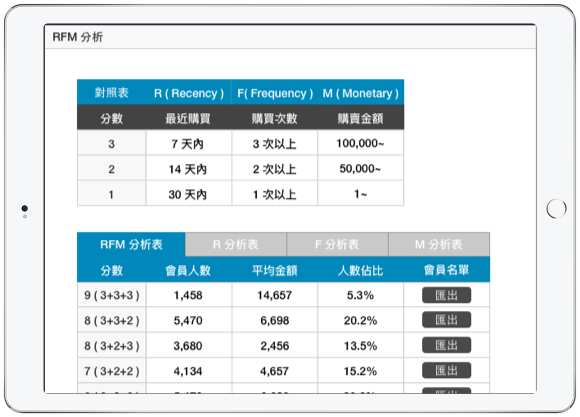 RFM 分析
對照表 R ( Recency ) F( Frequency ) M ( Monetary )
分數 最近購買 購買次數 購賣金額
3 7 天內 3 次以上 100,000~
2 14 天內 2 次以上 50,000~
1 30 天內 1 次以上 1~
RFM 分析表 R 分析表 F 分析表 M 分析表
分數 會員人數 平均金額 人數佔比 會員名單
9 ( 3+3+3 ) 1,458 14,657 5.3% 匯出
8 ( 3+3+2 ) 5,470 6,698 20.2% 匯出
8 ( 3+2+3 ) 3,680 2,456 13.5% 匯出
7 ( 3+2+2 ) 4,134 4,657 15.2% 匯出